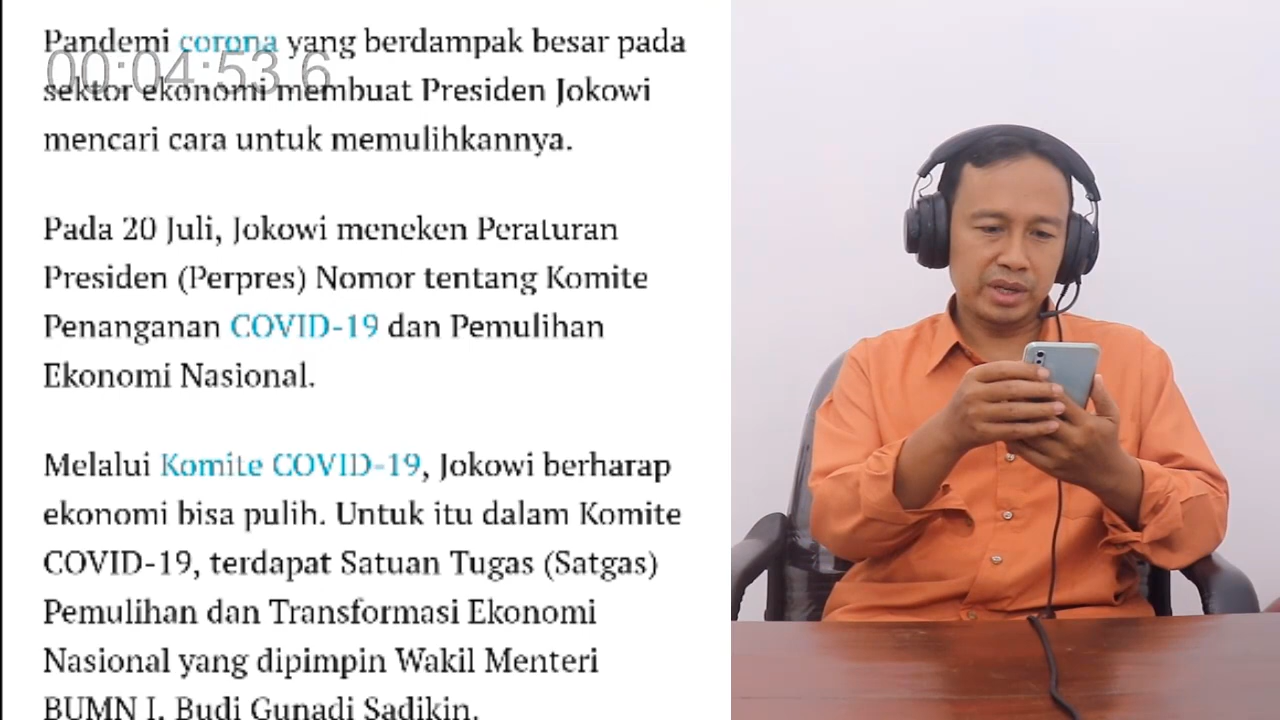 Pandemi corona yang berdampak besar pada
00:04:53.6
sektor ekonomi membuat Presiden Jokowi
mencari cara untuk memulihkannya.
Pada 20 Juli, Jokowi meneken Peraturan
Presiden (Perpres) Nomor tentang Komite
Penanganan COVID-19 dan Pemulihan
Ekonomi Nasional.
Melalui Komite COVID-19, Jokowi berharap
ekonomi bisa pulih. Untuk itu dalam Komite
COVID-19, terdapat Satuan Tugas (Satgas)
Pemulihan dan Transformasi Ekonomi
Nasional yang dipimpin Wakil Menteri
BUMN I, Budi Gunadi Sadikin.